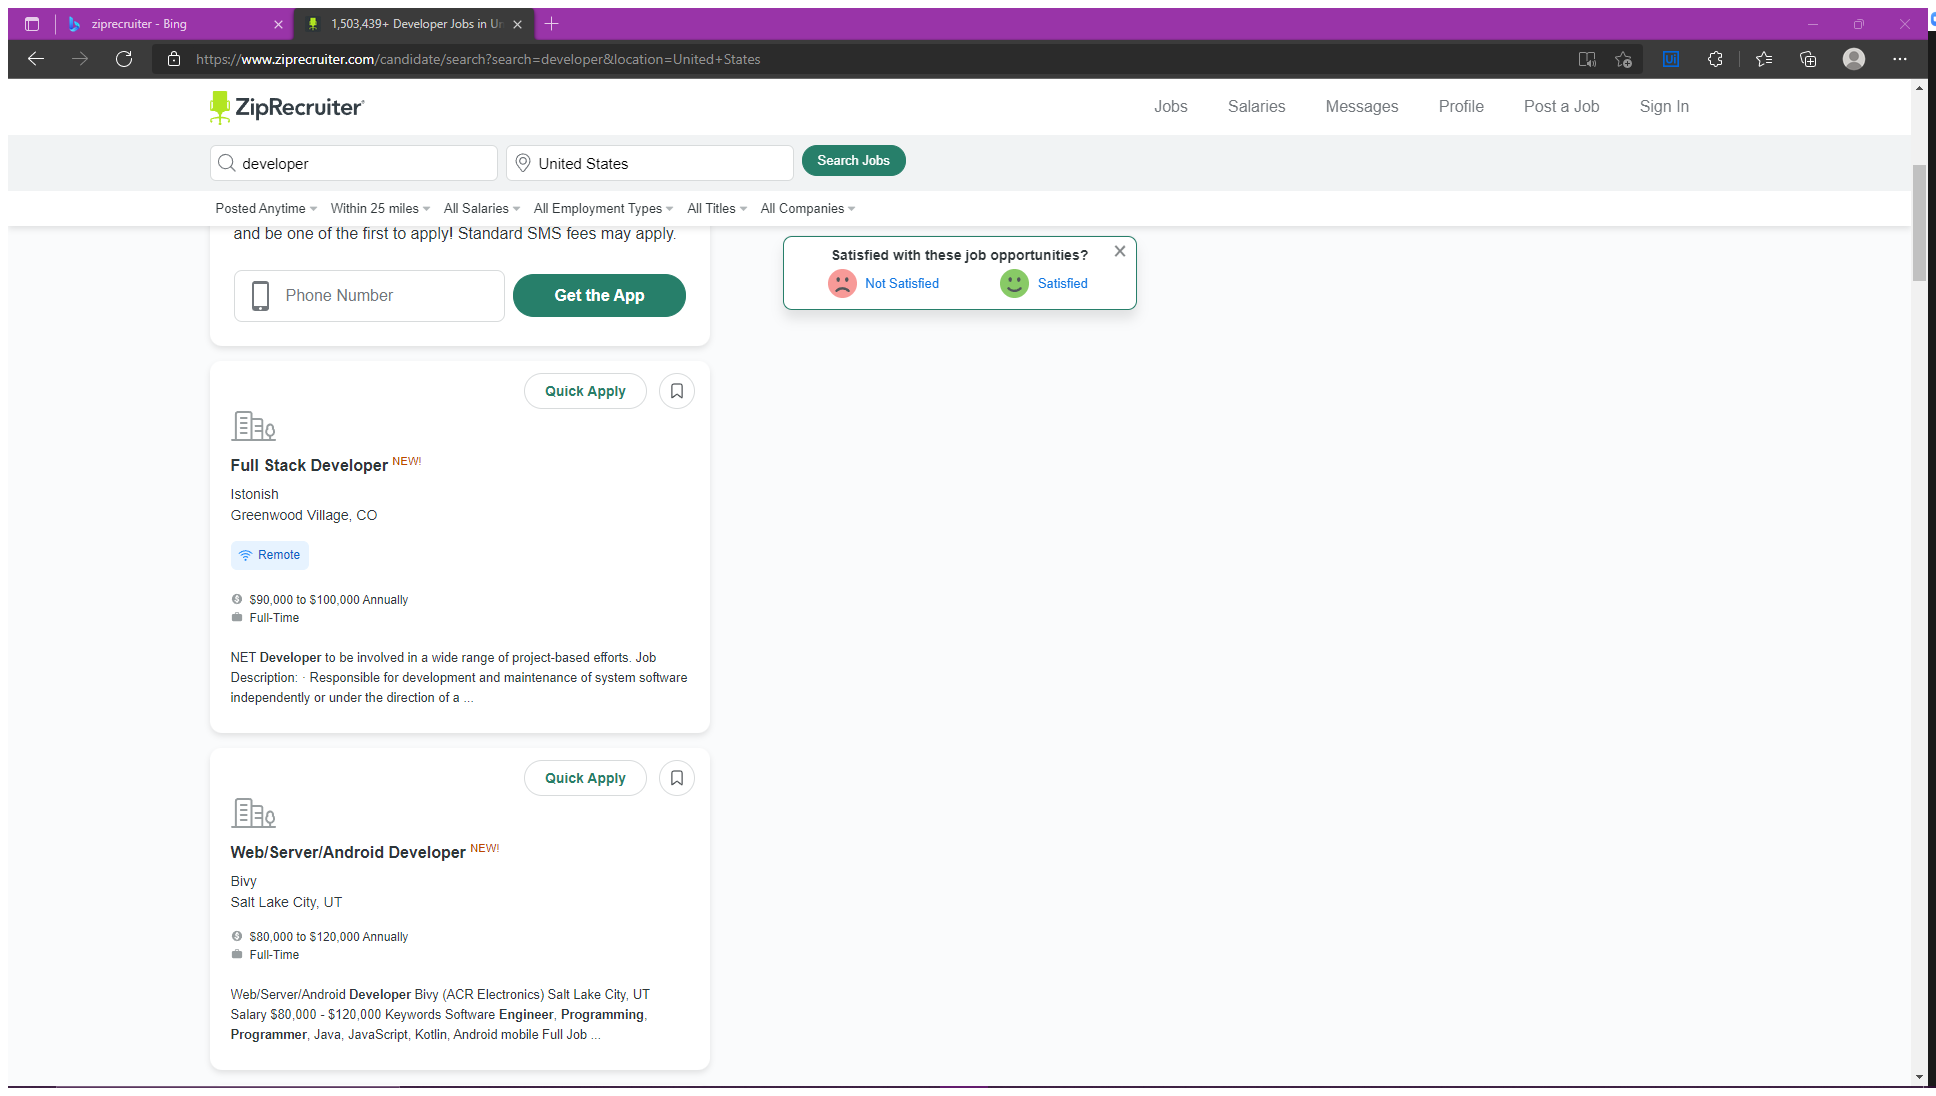 ziprecruiter - Bing
1,503,439+ Developer Jobs in Un
https://www.ziprecruiter.com/candidate/search?search=developer&location=United+States
ZipRecruiter
Jobs
Salaries
Messages
Profile
Post a Job
Sign In
developer
United States
Search Jobs
Posted Anytime
Within 25 miles
All Salaries
All Employment Types
All Titles
All Companies
and be one of the first to apply! Standard SMS fees may apply.
Phone Number
Get the App
Satisfied with these job opportunities?
Not Satisfied
Satisfied
Quick Apply
Full Stack Developer NEW!
Istonish
Greenwood Village, CO
Remote
$90,000 to $100,000 Annually
Full-Time
NET Developer to be involved in a wide range of project-based efforts. Job
Description: · Responsible for development and maintenance of system software
independently or under the direction of a ...
Quick Apply
Web/Server/Android Developer NEW!
Bivy
Salt Lake City, UT
$80,000 to $120,000 Annually
Full-Time
Web/Server/Android Developer Bivy (ACR Electronics) Salt Lake City, UT
Salary $80,000 - $120,000 Keywords Software Engineer, Programming,
Programmer, Java, JavaScript, Kotlin, Android mobile Full Job ...